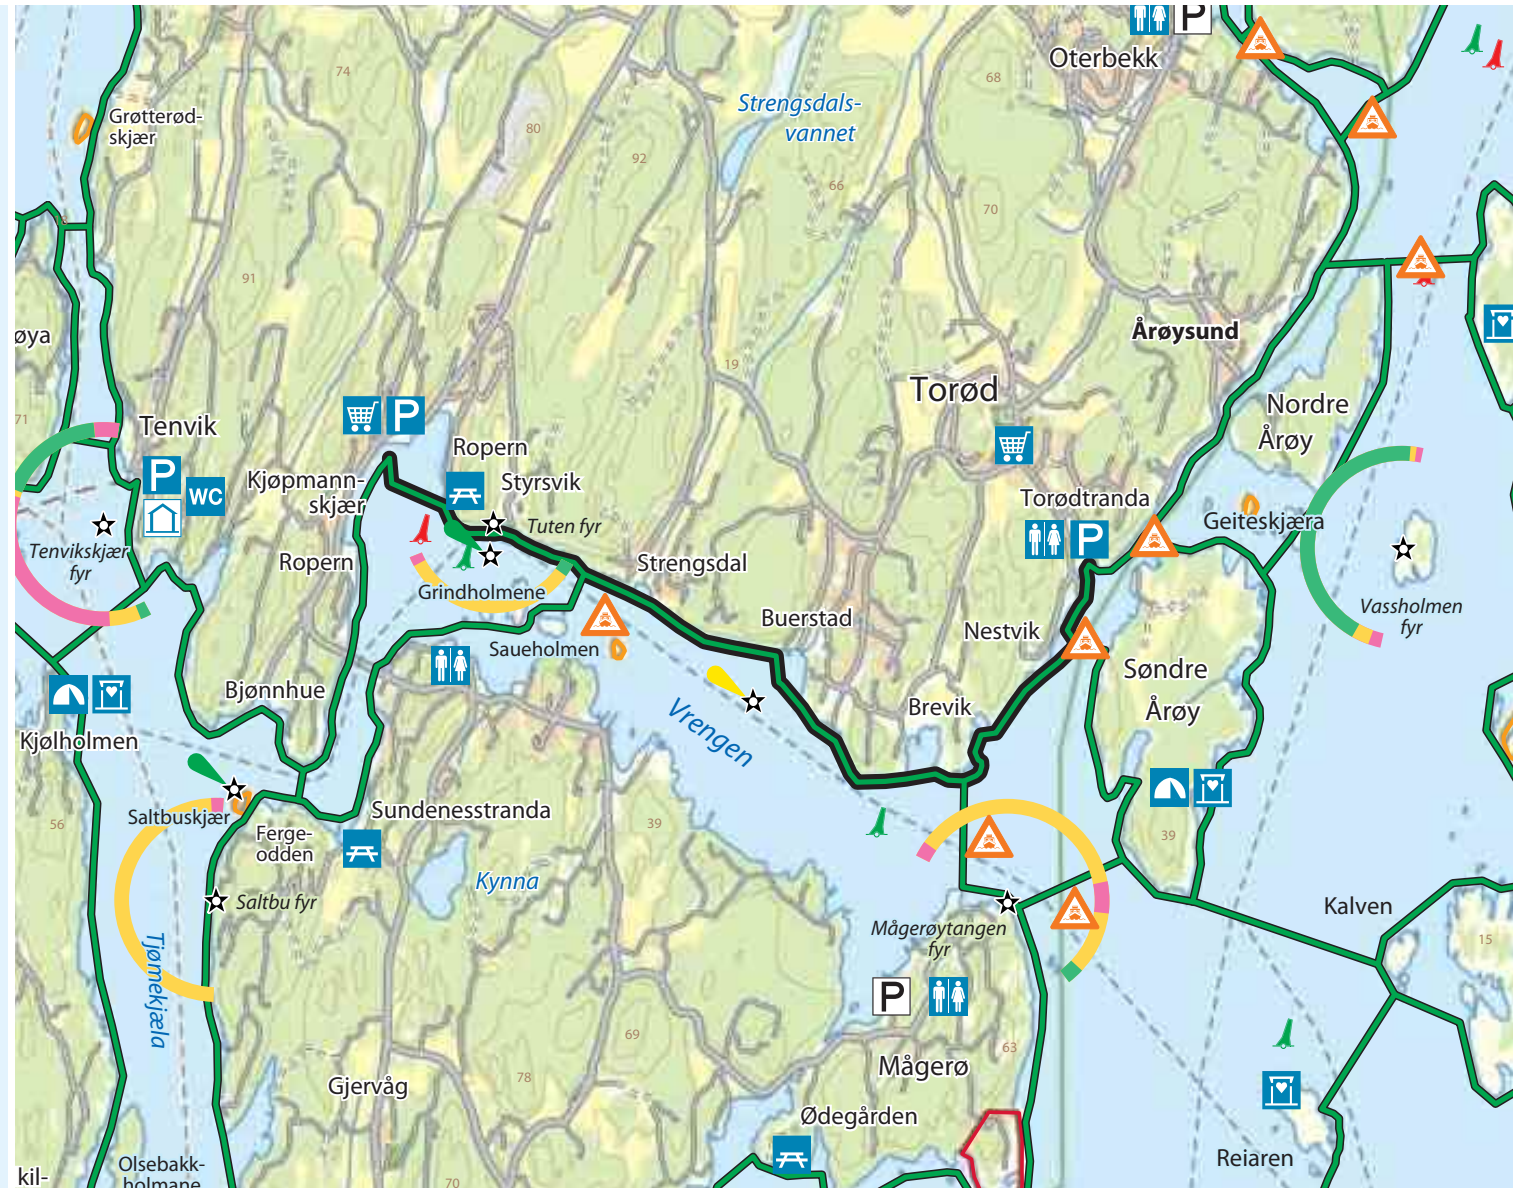 P
Oterbekk
74
68
Strengsdals-
vannet
Grøtterød-
skjær
80
92
66
70
91
øya
Årøysund
19
Torød
Nordre
Årøy
71
Tenvik
P
Ropern
P
WC
Kjøpmann-
skjær
Styrsvik
Torødtranda
Geiteskjæra
Tuten fyr
P
Tenvikskjær
fyr
Ropern
Strengsdal
Grindholmene
Vassholmen
fyr
Buerstad
Nestvik
Saueholmen
Søndre
Årøy
Bjønnhue
Brevik
Vrengen
Kjølholmen
Saltbuskjær
Sundenesstranda
56
Ferge-
odden
39
39
Kynna
Saltbu fyr
Kalven
Mågerøytangen
fyr
15
Tjømekjæla
P
69
63
Mågerø
78
Gjervåg
Ødegården
Reiaren
Olsebakk-
holmane
kil-
70